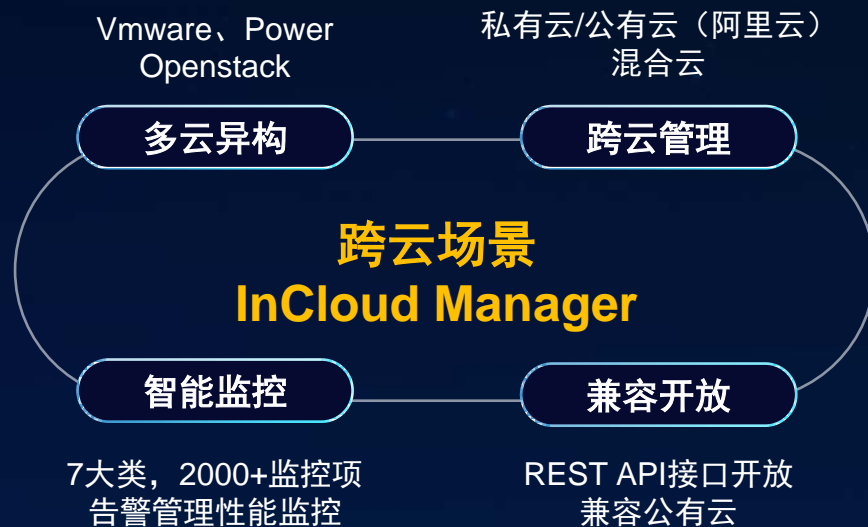 Vmware、Power
Openstack
私有云/公有云（阿里云）
混合云
多云异构
跨云管理
跨云场景
InCloud Manager
智能监控
兼容开放
7大类，2000+监控项
告警管理性能监控
REST API接口开放
兼容公有云